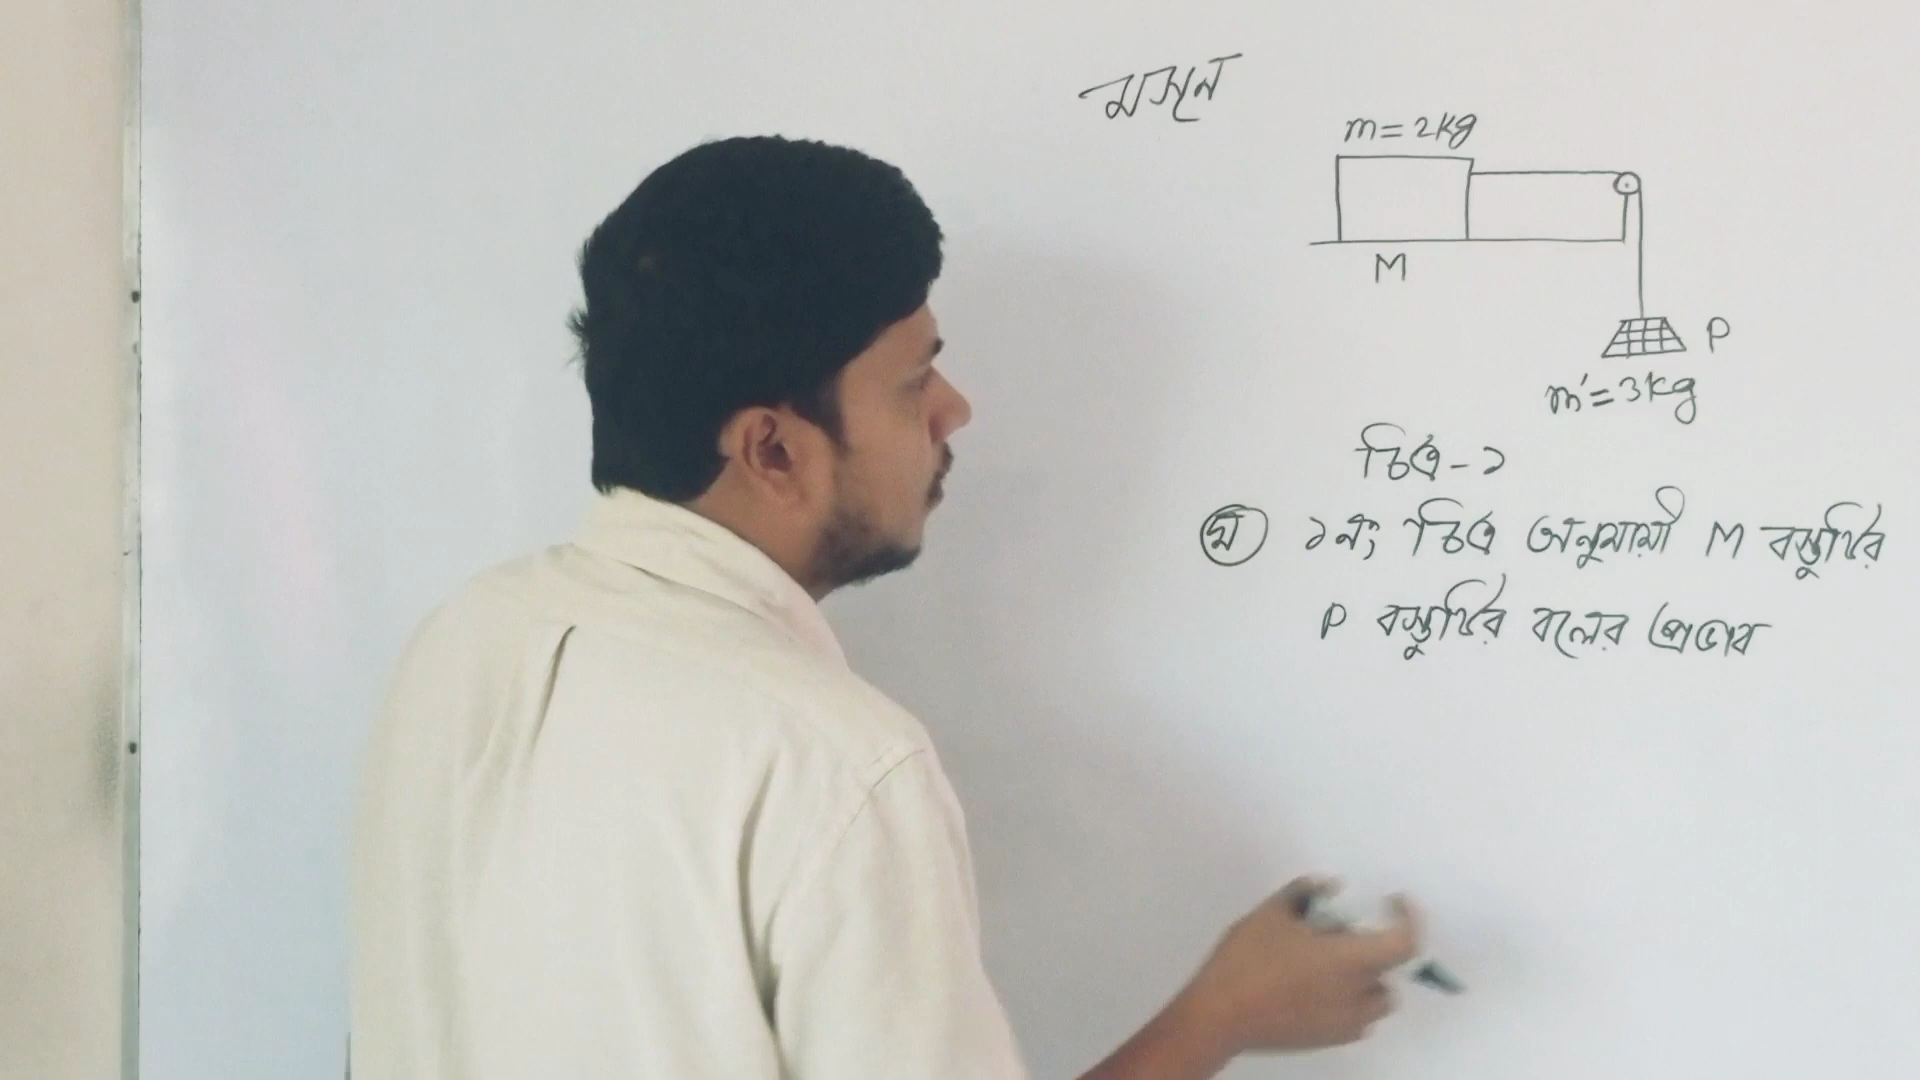 মসৃন
m = 2kg
M
P
m' = 3kg
চিত্র - ১
ঘ ১নং চিত্র অনুযায়ী M বস্তুটির
P বস্তুটির বলের প্রভাব